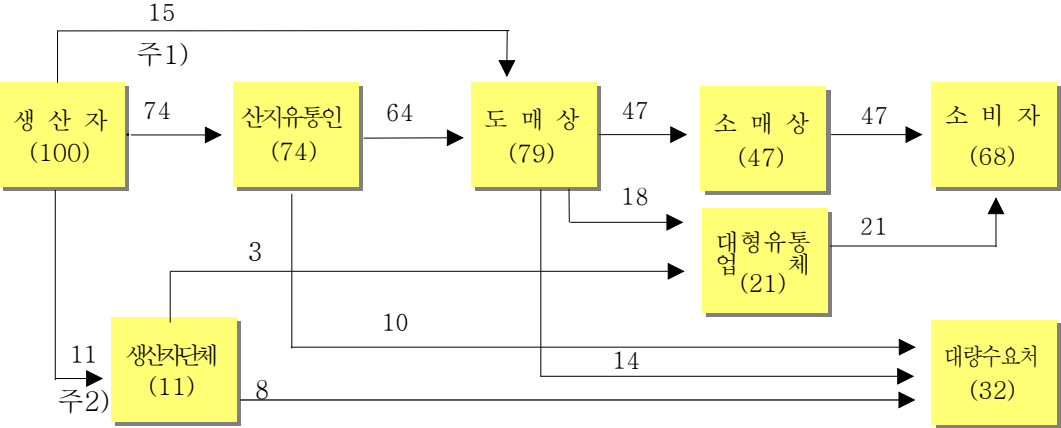 15
주1)
생 산 자
(100)
74
산지유통인
(74)
64
도 매 상
(79)
47
소 매 상
(47)
47
소 비 자
(68)
18
대형유통
업 체
(21)
21
3
10
14
11
주2)
생산자단체
(11)
8
대량수요처
(32)